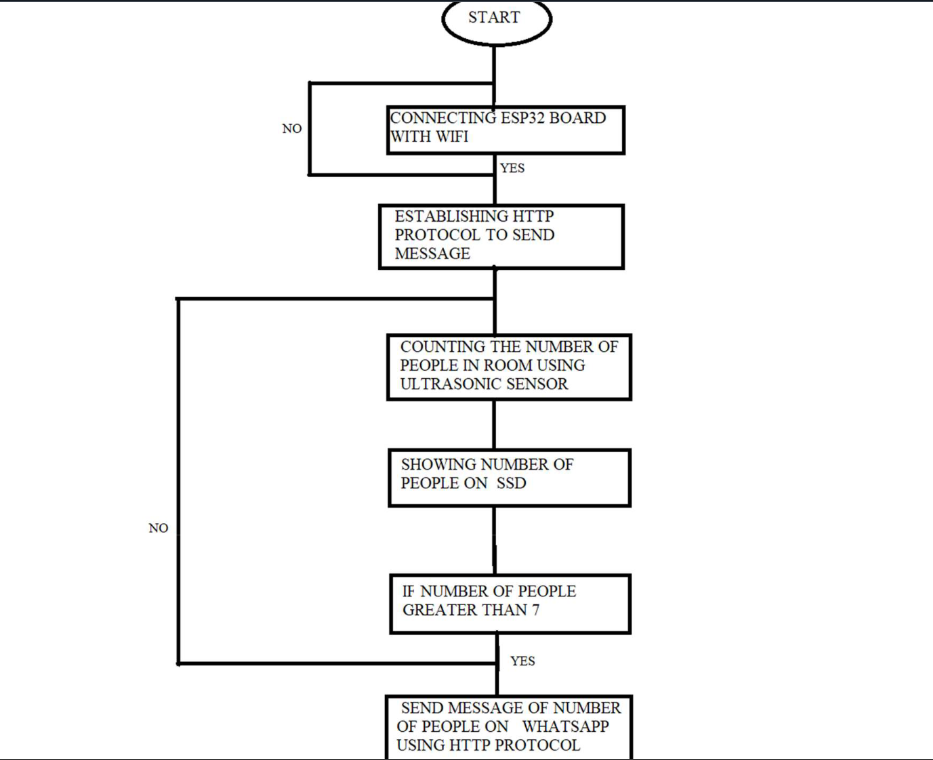 START
CONNECTING ESP32 BOARD
WITH WIFI
NO
YES
ESTABLISHING HTTP
PROTOCOL TO SEND
MESSAGE
COUNTING THE NUMBER OF
PEOPLE IN ROOM USING
ULTRASONIC SENSOR
SHOWING NUMBER OF
PEOPLE ON SSD
NO
IF NUMBER OF PEOPLE
GREATER THAN 7
YES
SEND MESSAGE OF NUMBER
OF PEOPLE ON WHATSAPP
USING HTTP PROTOCOL